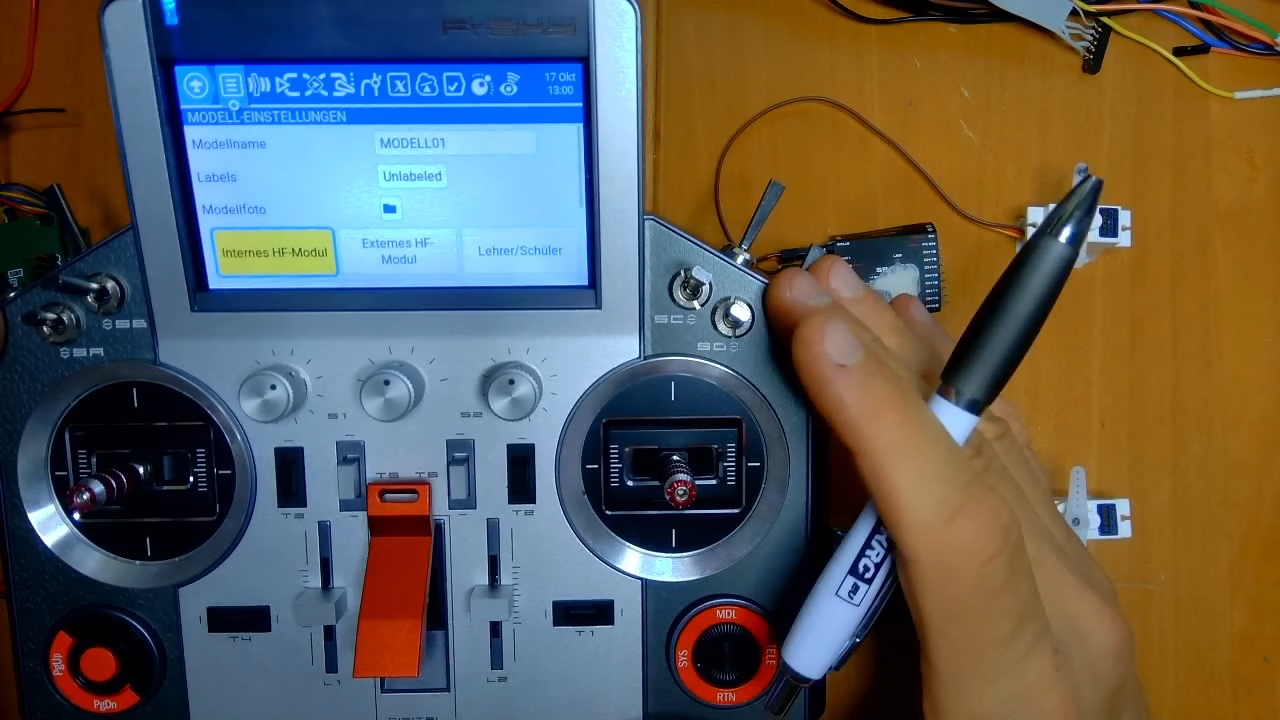 FrSKY
17 Okt
13:00
MODELL-EINSTELLUNGEN
Modellname
MODELL01
Labels
Unlabeled
Modellfoto
Internes HF-Modul
Externes HF-
Modul
Lehrer/Schüler
SB
SA
SC
SD
S1
S2
T5
T6
T3
T2
T4
T1
L1
L2
PgUp
PgDn
MDL
SYS
TELE
RTN
RRC